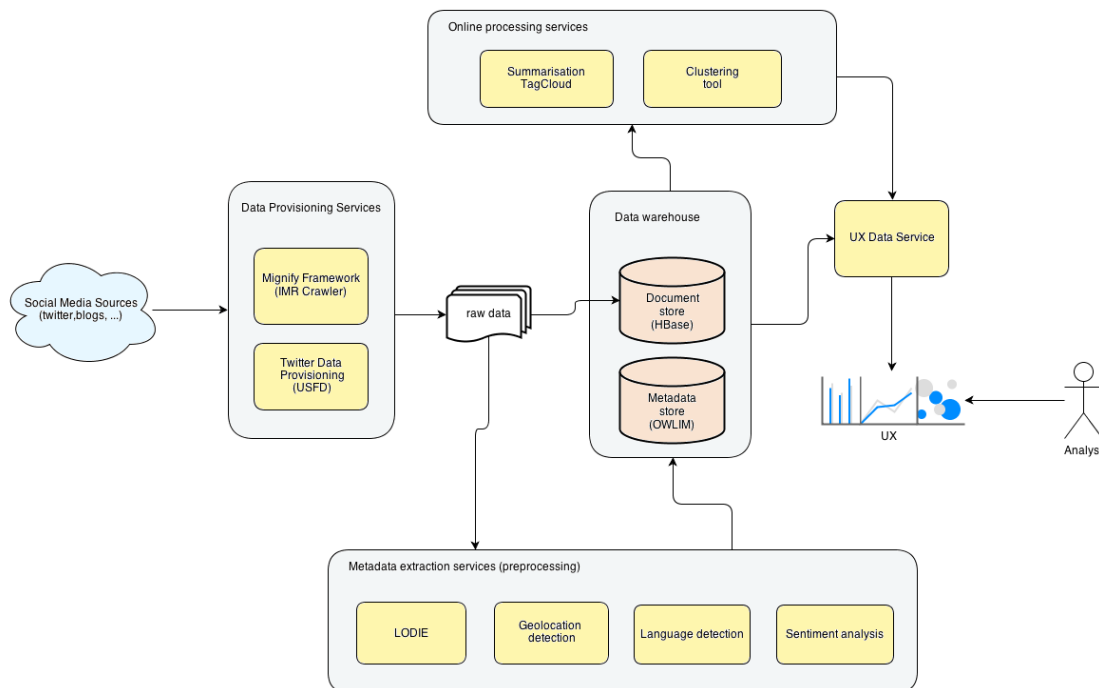 Online processing services
Summarisation
TagCloud
Clustering
tool
Data Provisioning Services
Mignify Framework
(IMR Crawler)
Twitter Data
Provisioning
(USFD)
Social Media Sources
(twitter,blogs, ...)
raw data
Data warehouse
Document
store
(HBase)
Metadata
store
(OWLIM)
UX Data Service
UX
Analys
Metadata extraction services (preprocessing)
LODIE
Geolocation
detection
Language detection
Sentiment analysis